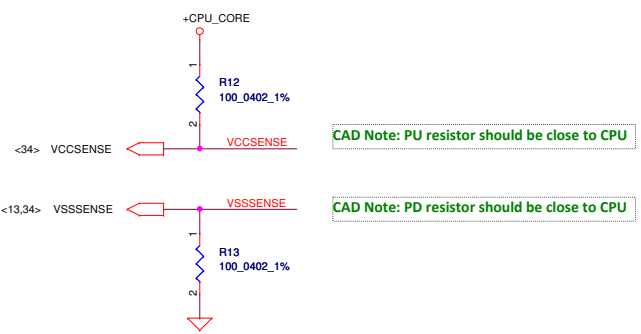 +CPU_CORE
1
R12
100_0402_1%
2
<34> VCCSENSE
VCCSENSE
CAD Note: PU resistor should be close to CPU
<13,34> VSSSENSE
VSSSENSE
CAD Note: PD resistor should be close to CPU
1
R13
100_0402_1%
2